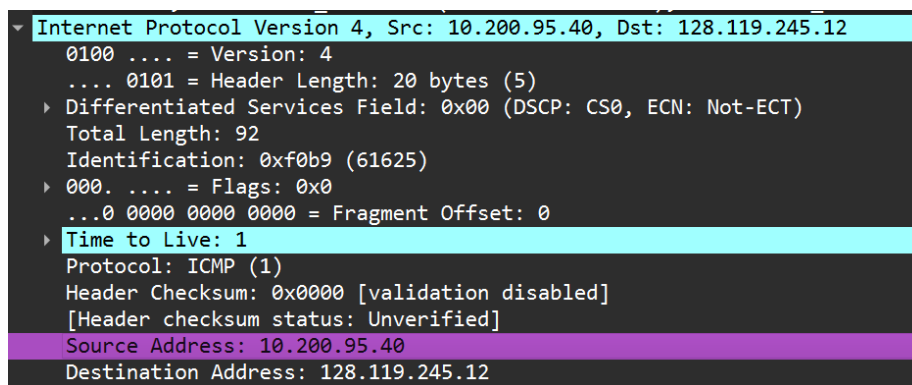 Internet Protocol Version 4, Src: 10.200.95.40, Dst: 128.119.245.12
0100 .... = Version: 4
.... 0101 = Header Length: 20 bytes (5)
Differentiated Services Field: 0x00 (DSCP: CS0, ECN: Not-ECT)
Total Length: 92
Identification: 0xf0b9 (61625)
000. .... = Flags: 0x0
...0 0000 0000 0000 = Fragment Offset: 0
Time to Live: 1
Protocol: ICMP (1)
Header Checksum: 0x0000 [validation disabled]
[Header checksum status: Unverified]
Source Address: 10.200.95.40
Destination Address: 128.119.245.12